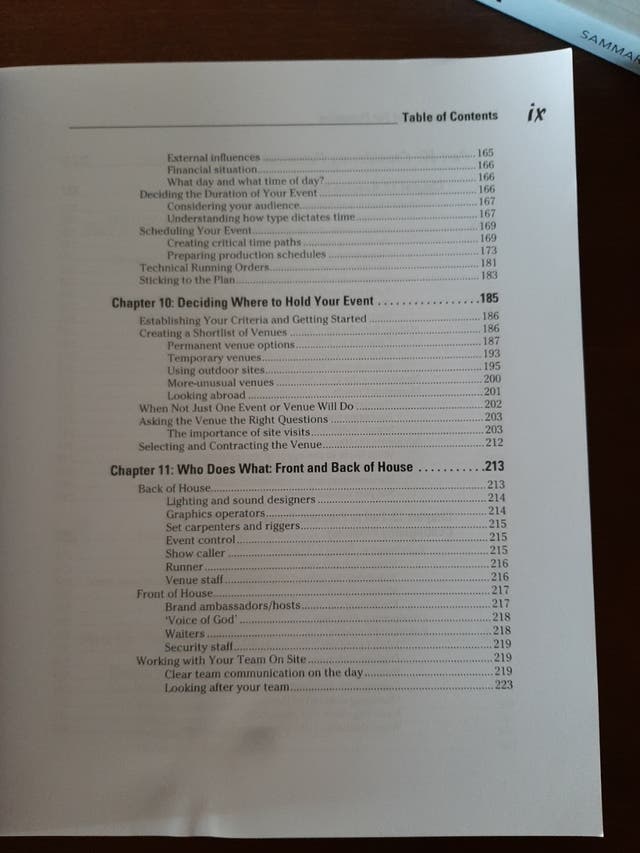 SAMMAR
Table of Contents ix
External influences 165
Financial situation 166
What day and what time of day? 166
Deciding the Duration of Your Event 166
Considering your audience 167
Understanding how type dictates time 167
Scheduling Your Event 169
Creating critical time paths 169
Preparing production schedules 173
Technical Running Orders 181
Sticking to the Plan 183
Chapter 10: Deciding Where to Hold Your Event 185
Establishing Your Criteria and Getting Started 186
Creating a Shortlist of Venues 186
Permanent venue options 187
Temporary venues 193
Using outdoor sites 195
More-unusual venues 200
Looking abroad 201
When Not Just One Event or Venue Will Do 202
Asking the Venue the Right Questions 203
The importance of site visits 203
Selecting and Contracting the Venue 212
Chapter 11: Who Does What: Front and Back of House 213
Back of House 213
Lighting and sound designers 214
Graphics operators 214
Set carpenters and riggers 215
Event control 215
Show caller 215
Runner 216
Venue staff 216
Front of House 217
Brand ambassadors/hosts 217
'Voice of God' 218
Waiters 218
Security staff 219
Working with Your Team On Site 219
Clear team communication on the day 219
Looking after your team 223